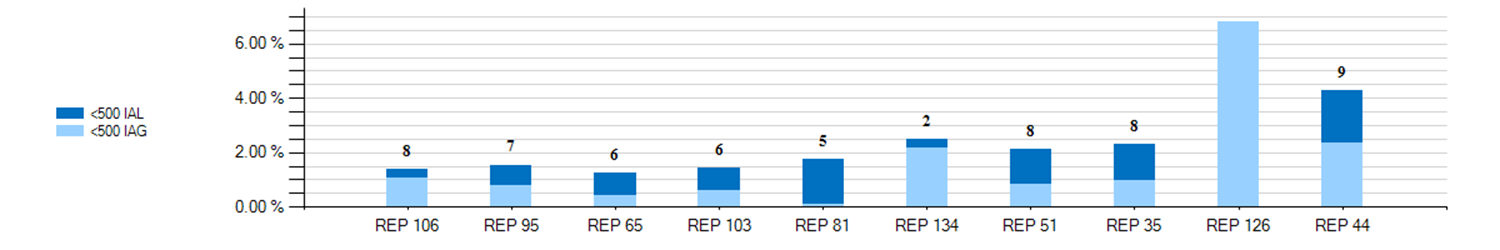 <500 IAL
<500 IAG
6.00 %
4.00 %
2.00 %
0.00 %
8 7 6 6 5 2 8 8 9
REP 106 REP 95 REP 65 REP 103 REP 81 REP 134 REP 51 REP 35 REP 126 REP 44